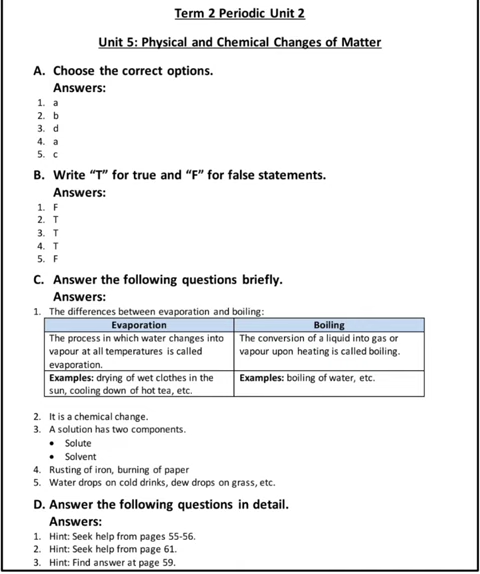 Term 2 Periodic Unit 2
Unit 5: Physical and Chemical Changes of Matter
A. Choose the correct options.
Answers:
1. a
2. b
3. d
4. a
5. c
B. Write “T” for true and “F” for false statements.
Answers:
1. F
2. T
3. T
4. T
5. F
C. Answer the following questions briefly.
Answers:
1. The differences between evaporation and boiling:
Evaporation
The process in which water changes into
vapour at all temperatures is called
evaporation.
Examples: drying of wet clothes in the
sun, cooling down of hot tea, etc.
Boiling
The conversion of a liquid into gas or
vapour upon heating is called boiling.
Examples: boiling of water, etc.
2. It is a chemical change.
3. A solution has two components.
• Solute
• Solvent
4. Rusting of iron, burning of paper
5. Water drops on cold drinks, dew drops on grass, etc.
D. Answer the following questions in detail.
Answers:
1. Hint: Seek help from pages 55-56.
2. Hint: Seek help from page 61.
3. Hint: Find answer at page 59.